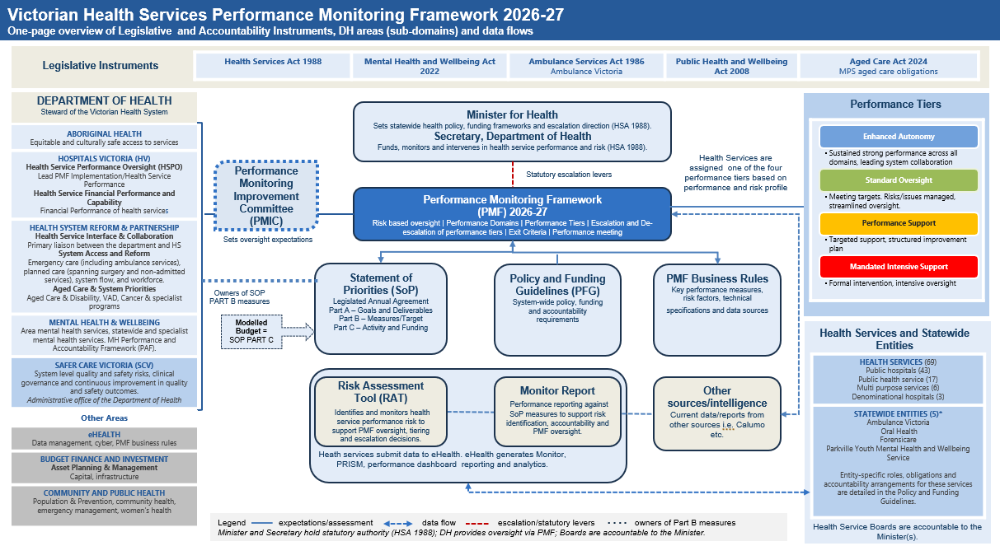 Victorian Health Services Performance Monitoring Framework 2026-27
One-page overview of Legislative and Accountability Instruments, DH areas (sub-domains) and data flows
Legislative Instruments
Health Services Act 1988
Mental Health and Wellbeing Act
2022
Ambulance Services Act 1986
Ambulance Victoria
Public Health and Wellbeing
Act 2008
Aged Care Act 2024
MPS aged care obligations
DEPARTMENT OF HEALTH
Steward of the Victorian Health System
ABORIGINAL HEALTH
Equitable and culturally safe access to services
HOSPITALS VICTORIA (HV)
Health Service Performance Oversight (HSPO)
Lead PMF Implementation/Health Service
Performance
Health Service Financial Performance and
Capability
Financial Performance of health services
HEALTH SYSTEM REFORM & PARTNERSHIP
Health Service Interface & Collaboration
Primary liaison between the department and HS
System Access and Reform
Emergency care (including ambulance services),
planned care (spanning surgery and non-admitted
services), system flow, and workforce.
Aged Care & System Priorities
Aged Care & Disability, VAD, Cancer & specialist
programs
MENTAL HEALTH & WELLBEING
Area mental health services, statewide and specialist
mental health services. MH Performance and
Accountability Framework (PAF).
SAFER CARE VICTORIA (SCV)
System level quality and safety risks, clinical
governance and continuous improvement in quality
and safety outcomes.
Administrative office of the Department of Health
Other Areas
eHEALTH
Data management, cyber, PMF business rules
BUDGET FINANCE AND INVESTMENT
Asset Planning & Management
Capital, infrastructure
COMMUNITY AND PUBLIC HEALTH
Population & Prevention, community health,
emergency management, women's health
Performance
Monitoring
Improvement
Committee
(PMIC)
Sets oversight expectations
Owners of SOP
PART B measures
Modelled
Budget =
SOP PART C
Minister for Health
Sets statewide health policy, funding frameworks and escalation direction (HSA 1988).
Secretary, Department of Health
Funds, monitors and intervenes in health service performance and risk (HSA 1988).
Statutory escalation levers
Performance Monitoring Framework
(PMF) 2026-27
Risk based oversight | Performance Domains | Performance Tiers | Escalation and De-
escalation of performance tiers | Exit Criteria | Performance meeting
Health Services are
assigned one of the four
performance tiers based on
performance and risk profile
Statement of
Priorities (SoP)
Legislated Annual Agreement
Part A – Goals and Deliverables
Part B – Measures/Target
Part C – Activity and Funding
Policy and Funding
Guidelines (PFG)
System-wide policy, funding
and accountability
requirements
PMF Business Rules
Key performance measures,
risk factors, technical
specifications and data sources
Risk Assessment
Tool (RAT)
Identifies and monitors health
service performance risk to
support PMF oversight, tiering
and escalation decisions.
Monitor Report
Performance reporting against
SoP measures to support risk
identification, accountability and
PMF oversight.
Other
sources/intelligence
Current data/reports from
other sources i.e. Calumo
etc.
Heath services submit data to eHealth. eHealth generates Monitor,
PRISM, performance dashboard reporting and analytics.
Performance Tiers
Enhanced Autonomy
• Sustained strong performance across all
domains, leading system collaboration
Standard Oversight
• Meeting targets. Risks/issues managed,
streamlined oversight.
Performance Support
• Targeted support, structured improvement
plan
Mandated Intensive Support
• Formal intervention, intensive oversight
Health Services and Statewide
Entities
HEALTH SERVICES (69)
Public hospitals (43)
Public health service (17)
Multi purpose services (6)
Denominational hospitals (3)
STATEWIDE ENTITIES (5)*
Ambulance Victoria
Oral Health
Forensicare
Parkville Youth Mental Health and Wellbeing
Service
Entity-specific roles, obligations and
accountability arrangements for these services
are detailed in the Policy and Funding
Guidelines.
Health Service Boards are accountable to the
Minister(s).
Legend expectations/assessment data flow escalation/statutory levers owners of Part B measures
Minister and Secretary hold statutory authority (HSA 1988); DH provides oversight via PMF; Boards are accountable to the Minister.